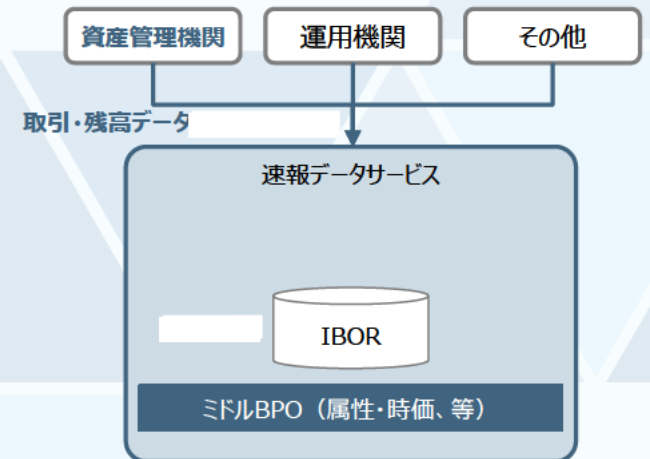 資産管理機関
運用機関
その他
取引・残高データ
速報データサービス
IBOR
ミドルBPO（属性・時価、等）